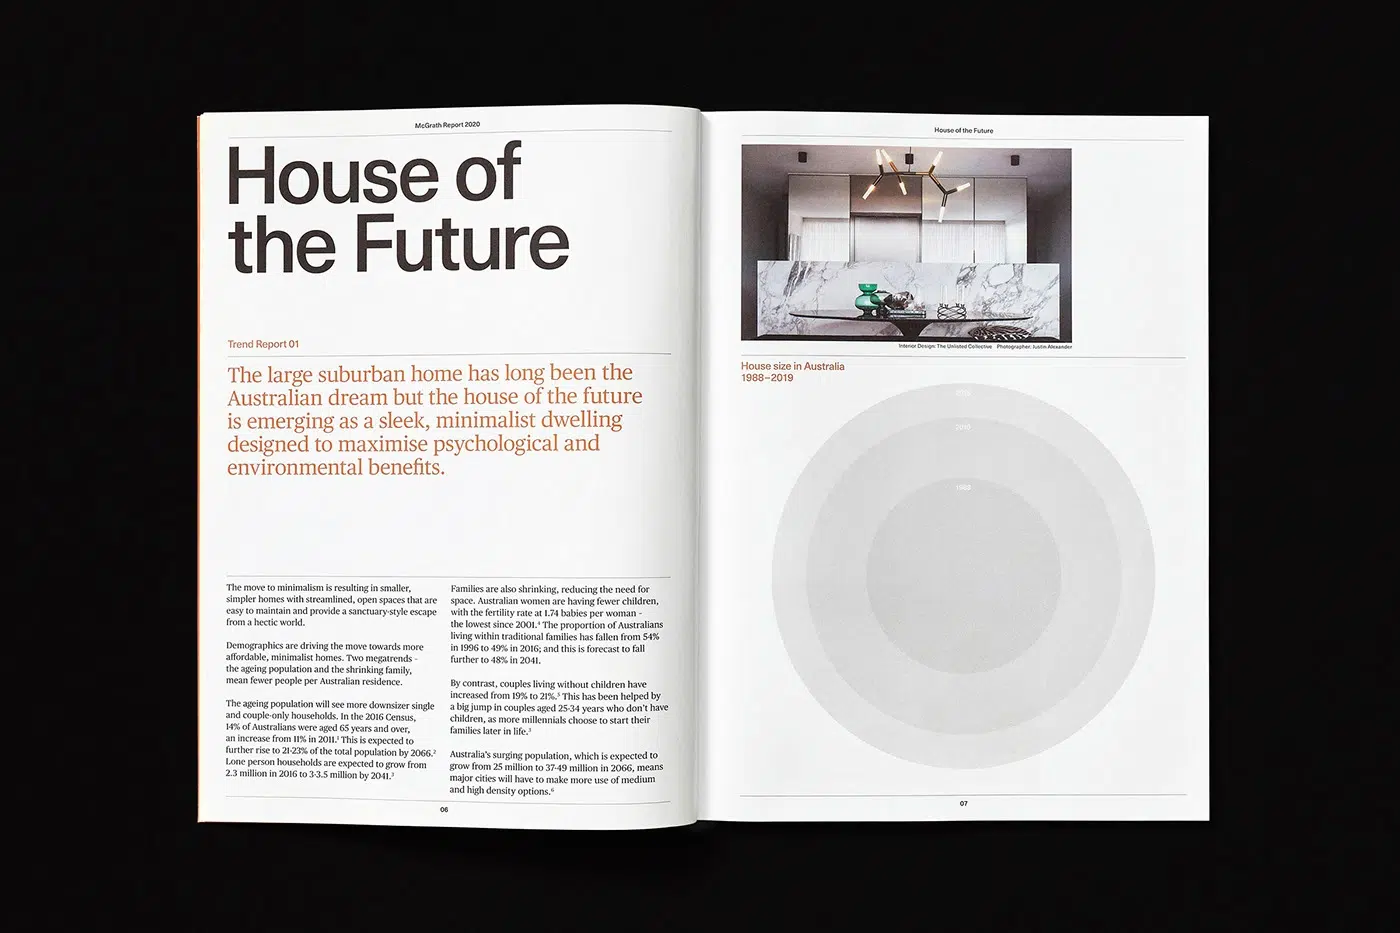 McGrath Report 2020
House of
the Future
Trend Report 01
The large suburban home has long been the
Australian dream but the house of the future
is emerging as a sleek, minimalist dwelling
designed to maximise psychological and
environmental benefits.
The move to minimalism is resulting in smaller,
simpler homes with streamlined, open spaces that are
easy to maintain and provide a sanctuary-style escape
from a hectic world.
Demographics are driving the move towards more
affordable, minimalist homes. Two megatrends -
the ageing population and the shrinking family,
mean fewer people per Australian residence.
The ageing population will see more downsizer single
and couple-only households. In the 2016 Census,
14% of Australians were aged 65 years and over,
an increase from 11% in 2011.¹ This is expected to
further rise to 21-23% of the total population by 2066.²
Lone person households are expected to grow from
2.3 million in 2016 to 3-3.5 million by 2041.³
Families are also shrinking, reducing the need for
space. Australian women are having fewer children,
with the fertility rate at 1.74 babies per woman -
the lowest since 2001.⁴ The proportion of Australians
living within traditional families has fallen from 54%
in 1996 to 49% in 2016; and this is forecast to fall
further to 48% in 2041.
By contrast, couples living without children have
increased from 19% to 21%.⁵ This has been helped by
a big jump in couples aged 25-34 years who don't have
children, as more millennials choose to start their
families later in life.³
Australia's surging population, which is expected to
grow from 25 million to 37-49 million in 2066, means
major cities will have to make more use of medium
and high density options.⁶
06
House of the Future
Interior Design: The Unlisted Collective Photographer: Justin Alexander
House size in Australia
1988–2019
2010
1988
07